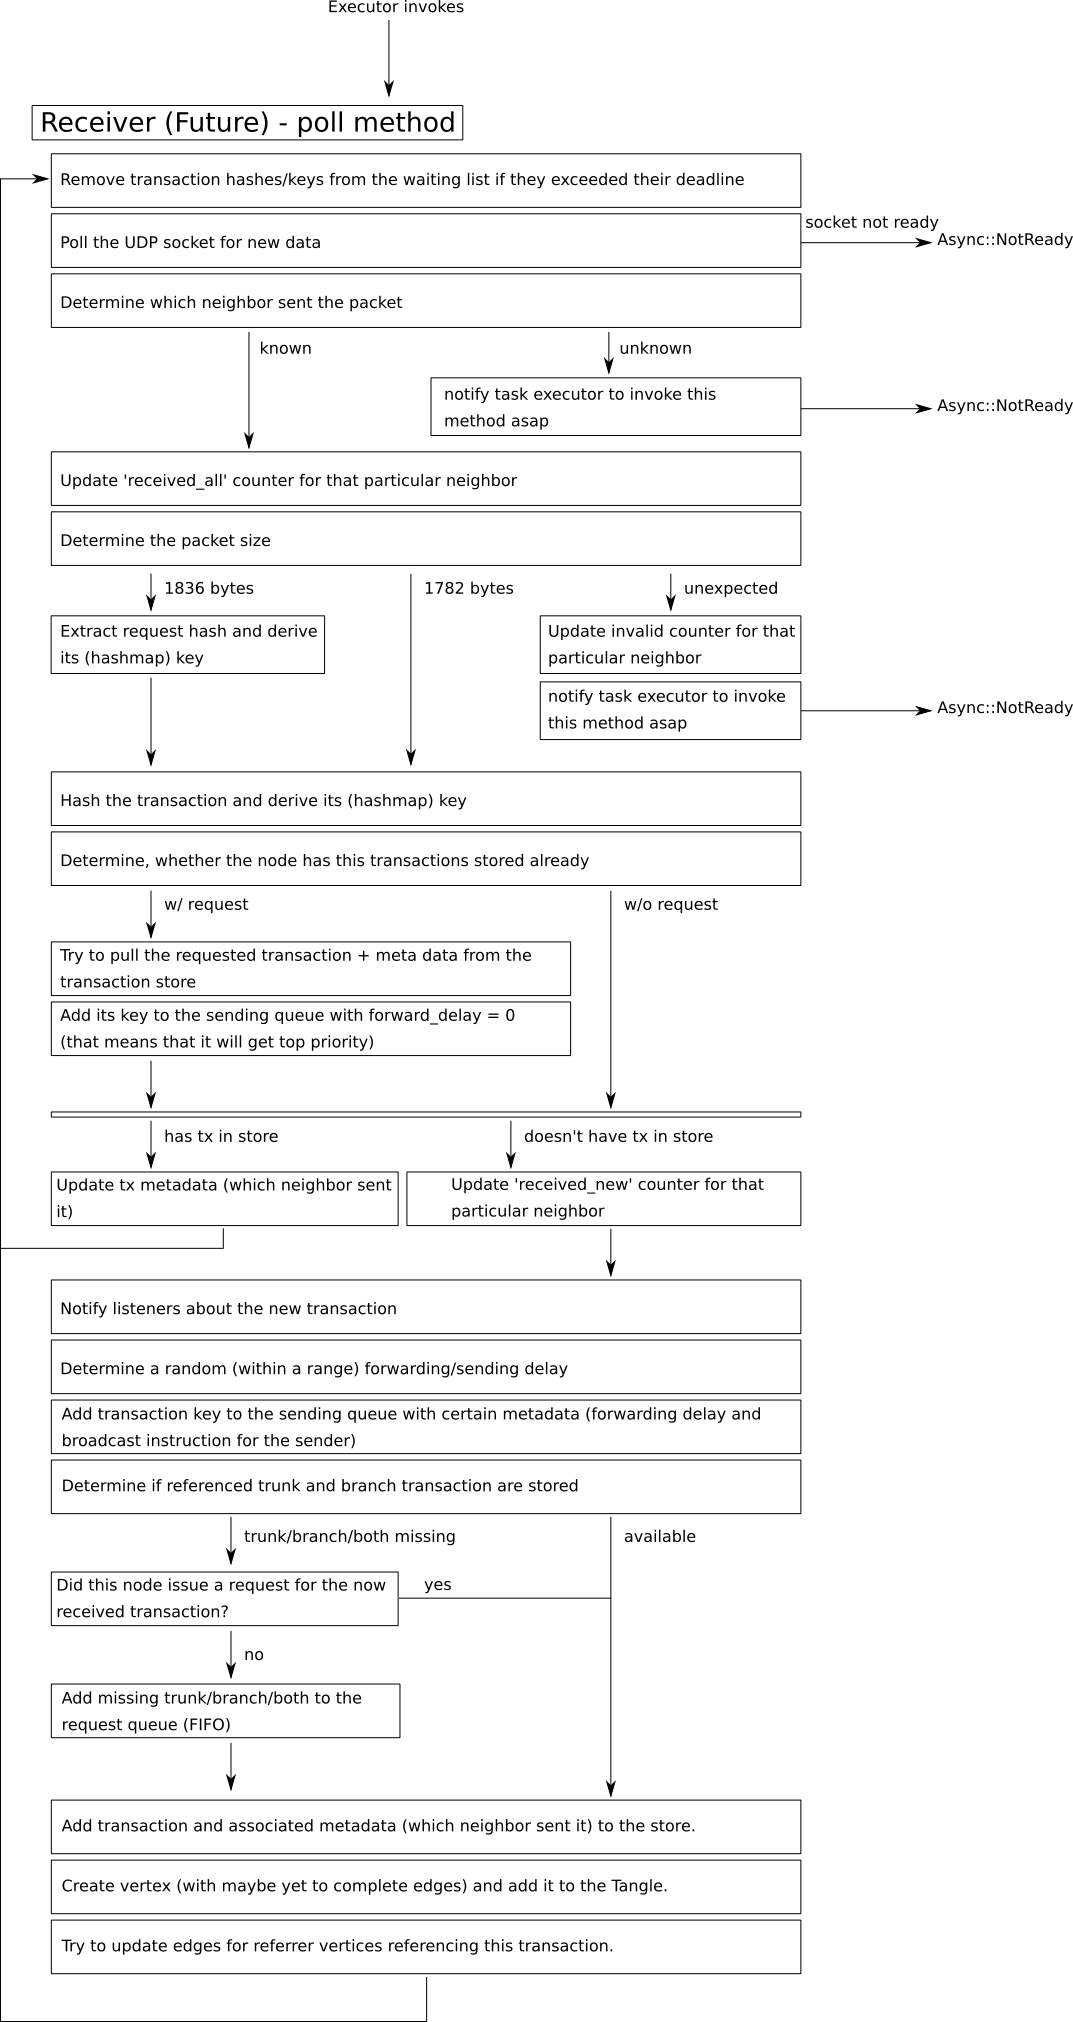 Executor invokes
Receiver (Future) - poll method
Remove transaction hashes/keys from the waiting list if they exceeded their deadline
socket not ready
Poll the UDP socket for new data
Async::NotReady
Determine which neighbor sent the packet
known
unknown
notify task executor to invoke this
method asap
Async::NotReady
Update 'received_all' counter for that particular neighbor
Determine the packet size
1836 bytes
1782 bytes
unexpected
Extract request hash and derive
its (hashmap) key
Update invalid counter for that
particular neighbor
notify task executor to invoke
this method asap
Async::NotReady
Hash the transaction and derive its (hashmap) key
Determine, whether the node has this transactions stored already
w/ request
w/o request
Try to pull the requested transaction + meta data from the
transaction store
Add its key to the sending queue with forward_delay = 0
(that means that it will get top priority)
has tx in store
doesn't have tx in store
Update tx metadata (which neighbor sent
it)
Update 'received_new' counter for that
particular neighbor
Notify listeners about the new transaction
Determine a random (within a range) forwarding/sending delay
Add transaction key to the sending queue with certain metadata (forwarding delay and
broadcast instruction for the sender)
Determine if referenced trunk and branch transaction are stored
trunk/branch/both missing
available
Did this node issue a request for the now
received transaction?
yes
no
Add missing trunk/branch/both to the
request queue (FIFO)
Add transaction and associated metadata (which neighbor sent it) to the store.
Create vertex (with maybe yet to complete edges) and add it to the Tangle.
Try to update edges for referrer vertices referencing this transaction.